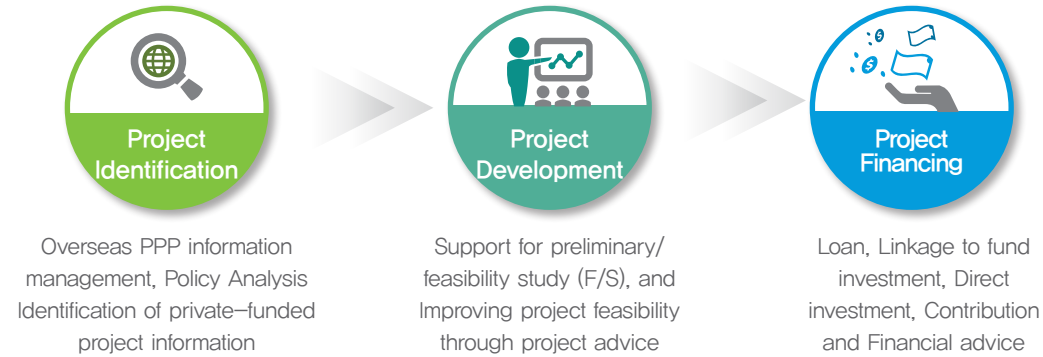 Project
Identification
Overseas PPP information
management, Policy Analysis
Identification of private-funded
project information
Project
Development
Support for preliminary/
feasibility study (F/S), and
Improving project feasibility
through project advice
Project
Financing
Loan, Linkage to fund
investment, Direct
investment, Contribution
and Financial advice